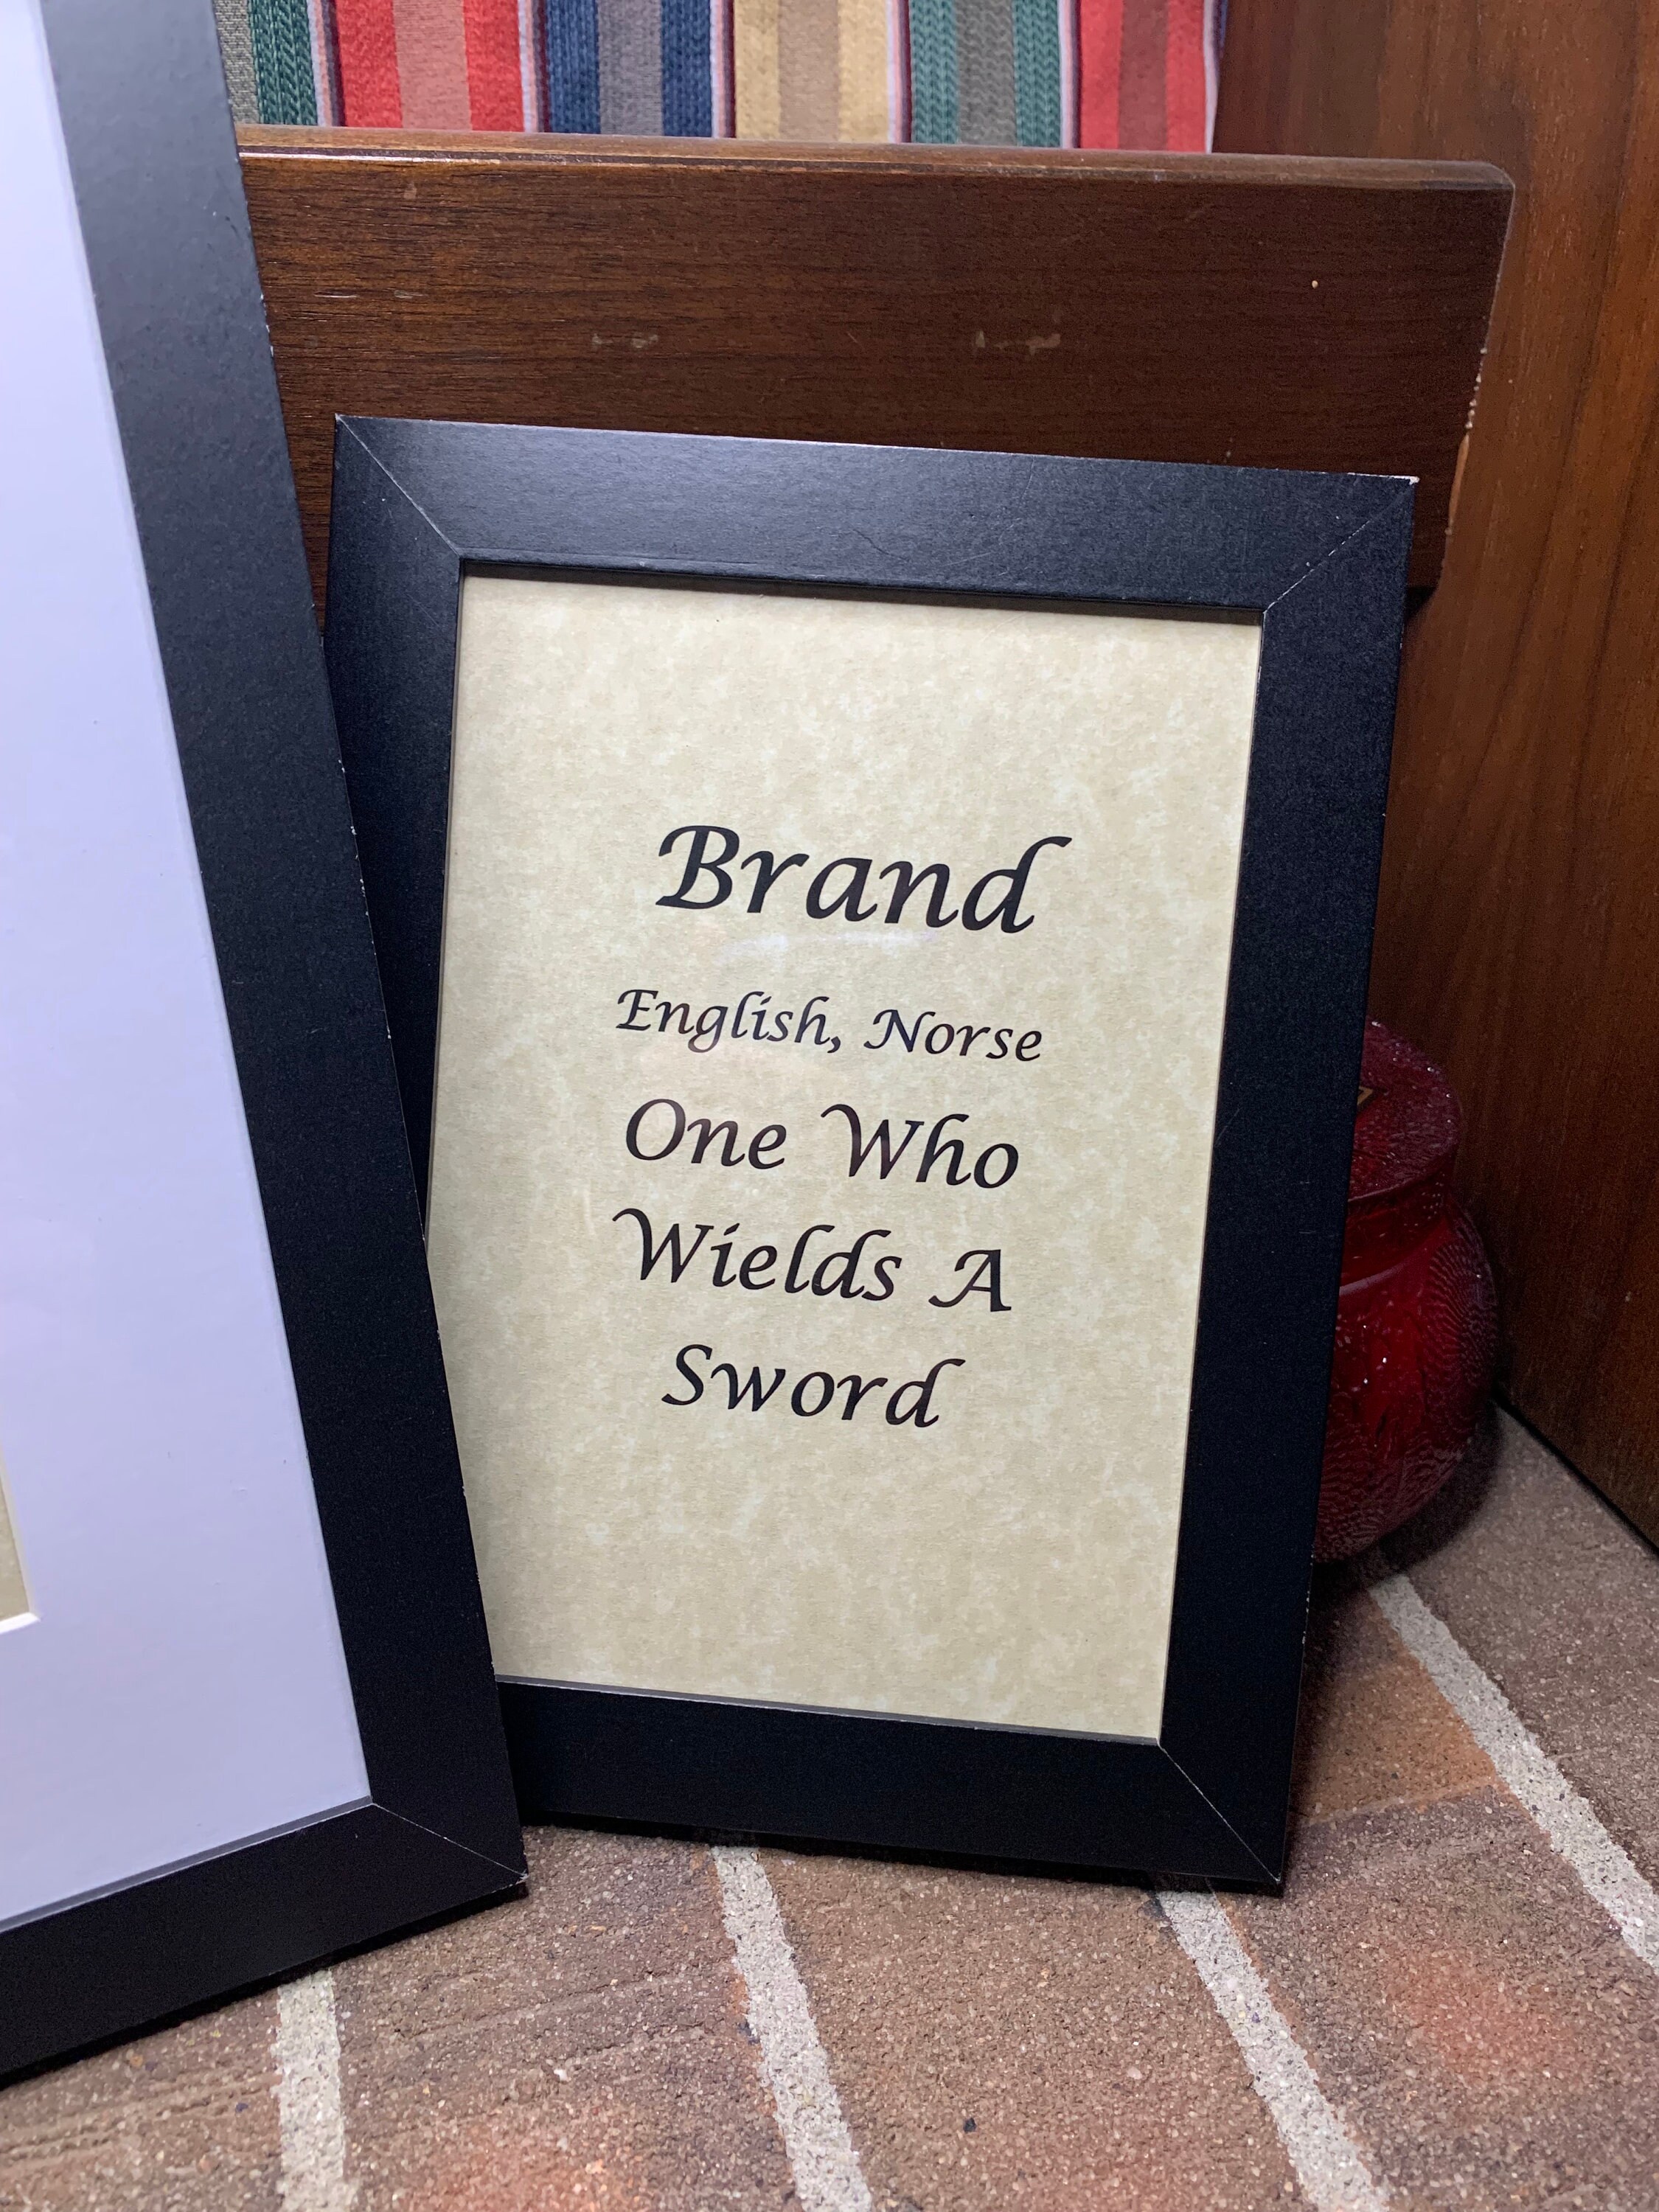 Brand
English, Norse
One Who
Wields A
Sword